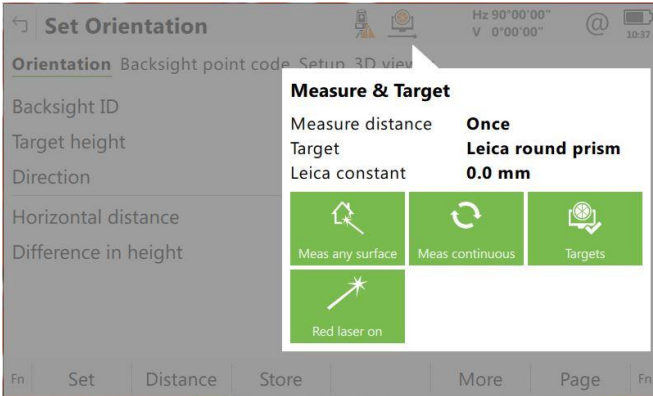 Set Orientation
Hz 90°00'00"
V 0°00'00"
@
10:37
Orientation Backsight point code Setup 3D view
Backsight ID
Target height
Direction
Horizontal distance
Difference in height
Measure & Target
Measure distance Once
Target Leica round prism
Leica constant 0.0 mm
Meas any surface Meas continuous Targets
Red laser on
Fn Set Distance Store More Page Fn